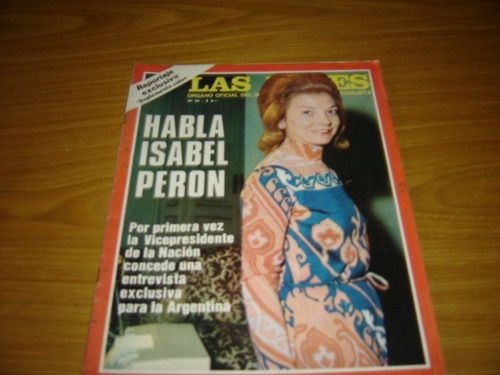 Reportaje
exclusivo
LAS
ORGANO OFICIAL DEL
HABLA
ISABEL
PERON
Por primera vez
la Vicepresidente
de la Nación
concede una
entrevista
exclusiva
para la Argentina